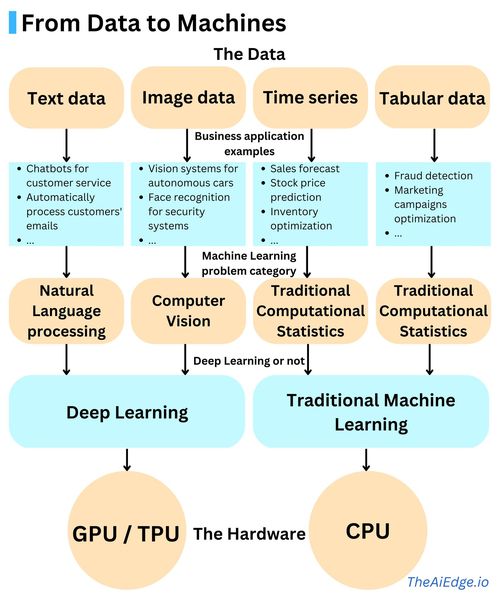 From Data to Machines
The Data
Text data
Image data
Time series
Tabular data
Business application
examples
• Chatbots for
customer service
• Automatically
process customers'
emails
• ...
• Vision systems for
autonomous cars
• Face recognition
for security
systems
• ...
• Sales forecast
• Stock price
prediction
• Inventory
optimization
• ...
• Fraud detection
• Marketing
campaigns
optimization
• ...
Machine Learning
problem category
Natural
Language
processing
Computer
Vision
Traditional
Computational
Statistics
Traditional
Computational
Statistics
Deep Learning or not
Deep Learning
Traditional Machine
Learning
GPU / TPU
The Hardware
CPU
TheAiEdge.io